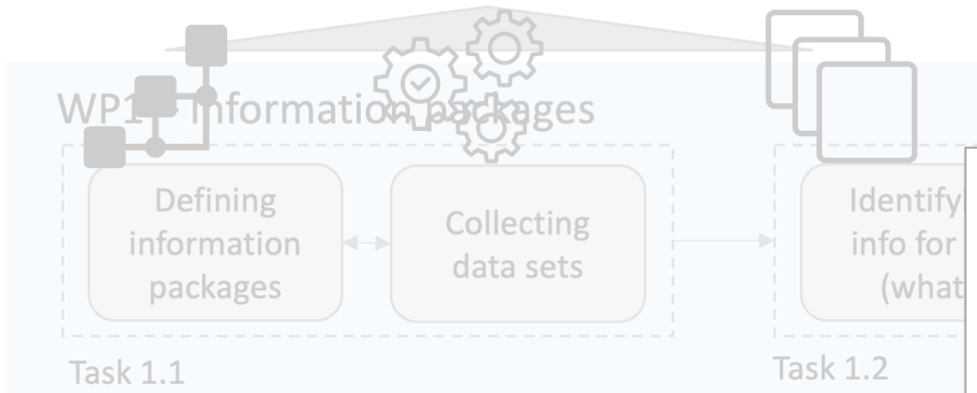 WP1 - Information packages
Defining
information
packages
Collecting
data sets
Identify
info for
(what
Task 1.1
Task 1.2